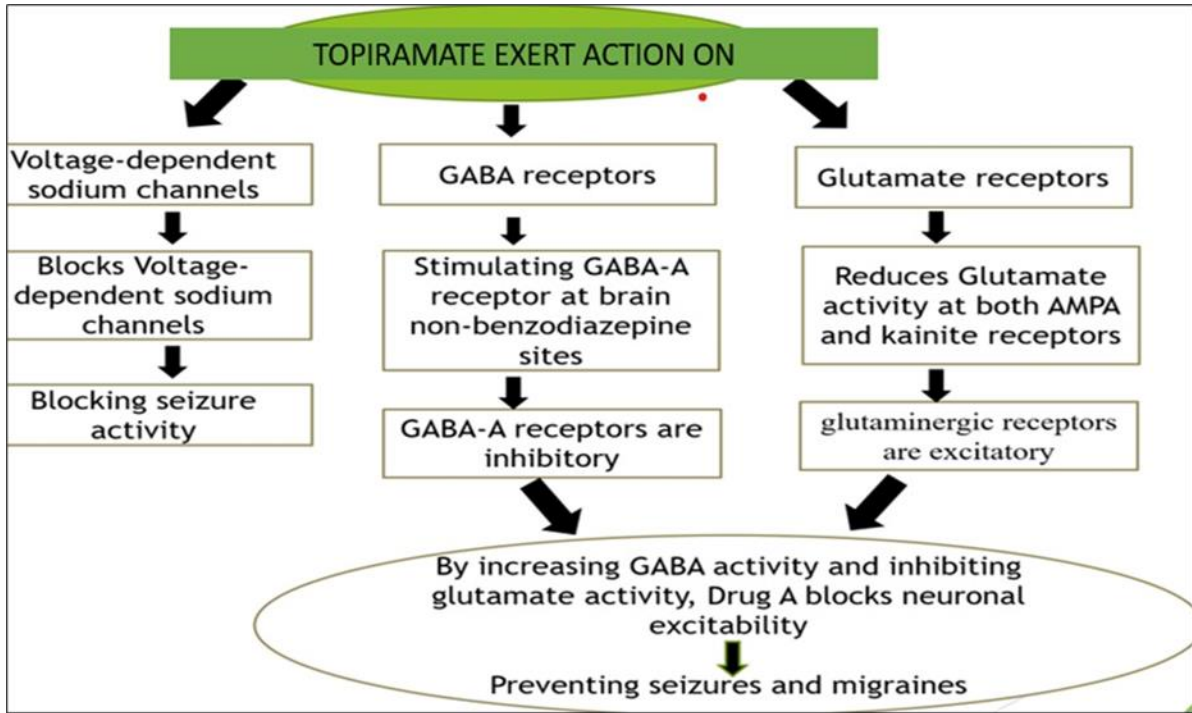 TOPIRAMATE EXERT ACTION ON
Voltage-dependent
sodium channels
Blocks Voltage-
dependent sodium
channels
Blocking seizure
activity
GABA receptors
Stimulating GABA-A
receptor at brain
non-benzodiazepine
sites
GABA-A receptors are
inhibitory
Glutamate receptors
Reduces Glutamate
activity at both AMPA
and kainite receptors
glutaminergic receptors
are excitatory
By increasing GABA activity and inhibiting
glutamate activity, Drug A blocks neuronal
excitability
Preventing seizures and migraines